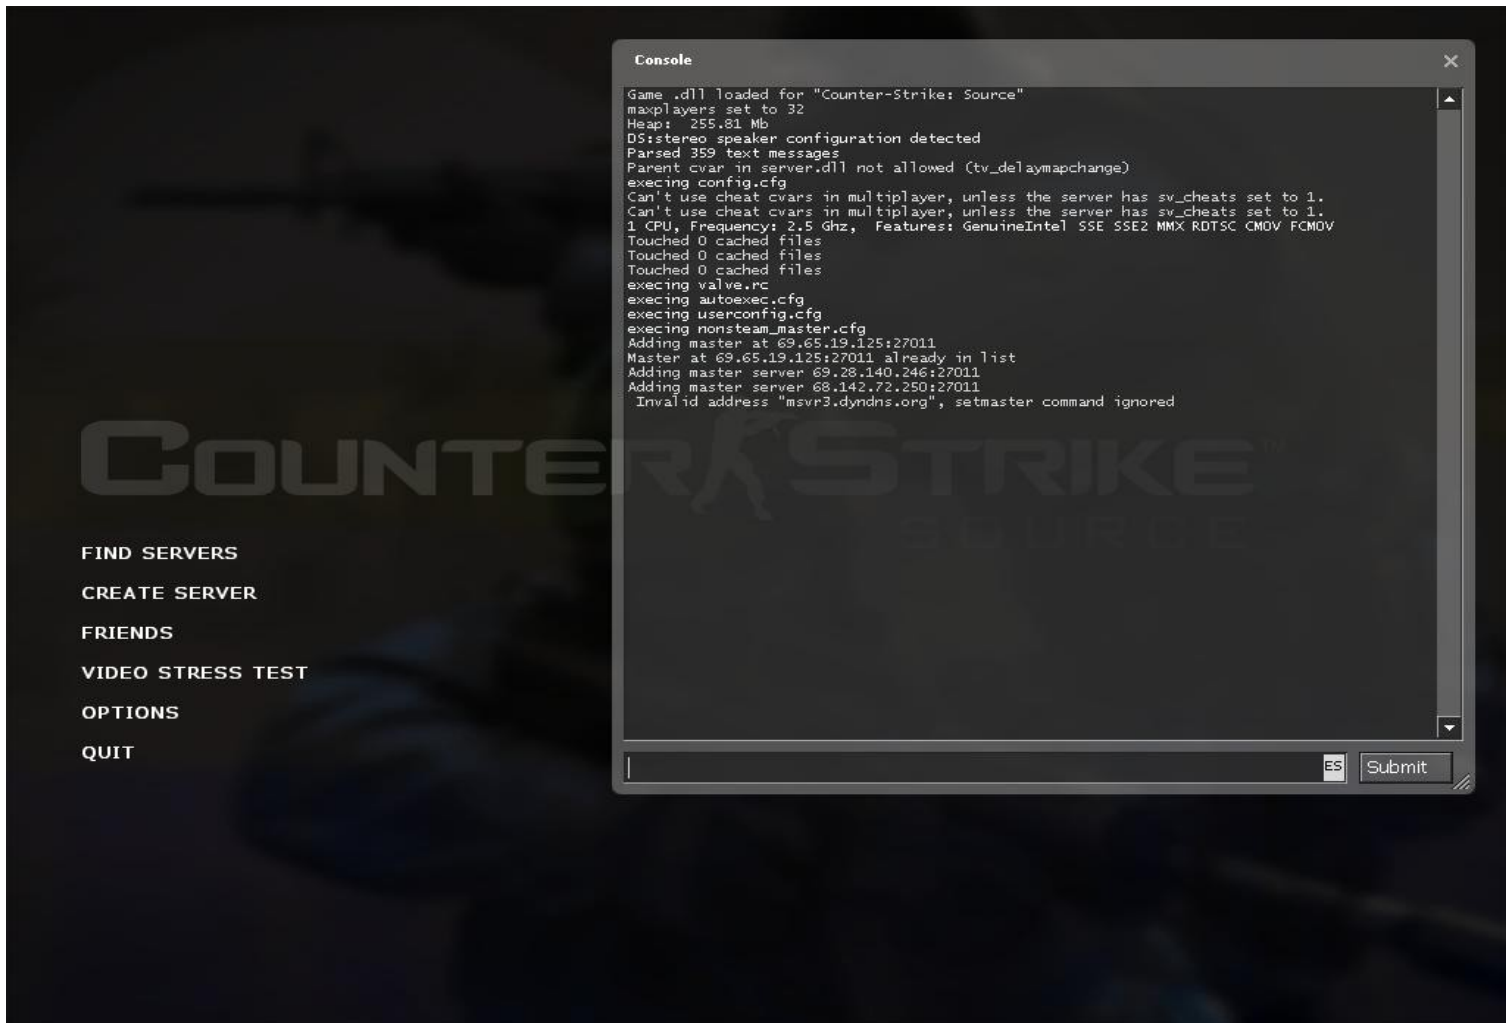 Console
Game .dll loaded for "Counter-Strike: Source"
maxplayers set to 32
Heap:  255.81 Mb
DS:stereo speaker configuration detected
Parsed 359 text messages
Parent cvar in server.dll not allowed (tv_delaymapchange)
execing config.cfg
Can't use cheat cvars in multiplayer, unless the server has sv_cheats set to 1.
Can't use cheat cvars in multiplayer, unless the server has sv_cheats set to 1.
1 CPU, Frequency: 2.5 Ghz,  Features: GenuineIntel SSE SSE2 MMX RDTSC CMOV FCMOV
Touched 0 cached files
Touched 0 cached files
Touched 0 cached files
execing valve.rc
execing autoexec.cfg
execing userconfig.cfg
execing nonsteam_master.cfg
Adding master at 69.65.19.125:27011
Master at 69.65.19.125:27011 already in list
Adding master server 69.28.140.246:27011
Adding master server 68.142.72.250:27011
Invalid address "msvr3.dyndns.org", setmaster command ignored
COUNTER STRIKE™
SOURCE
FIND SERVERS
CREATE SERVER
FRIENDS
VIDEO STRESS TEST
OPTIONS
QUIT
ES
Submit